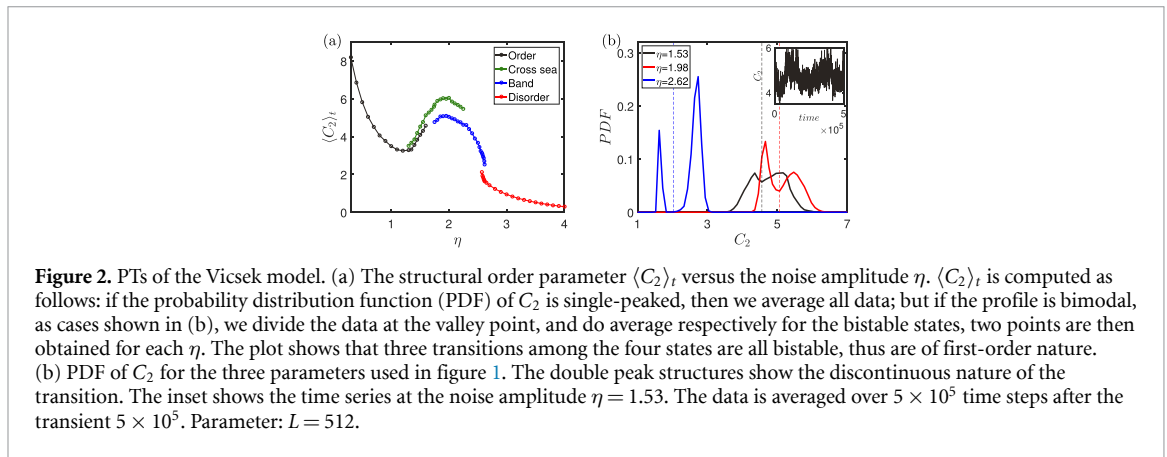 (a)
8
6
4
2
0
⟨C₂⟩ₜ
1
2
3
4
η
Order
Cross sea
Band
Disorder
(b)
0.3
0.2
0.1
0
PDF
1
3
5
7
C₂
η=1.53
η=1.98
η=2.62
6
4
C₂
0
5
time
×10⁵
Figure 2. PTs of the Vicsek model. (a) The structural order parameter ⟨C₂⟩ₜ versus the noise amplitude η. ⟨C₂⟩ₜ is computed as
follows: if the probability distribution function (PDF) of C₂ is single-peaked, then we average all data; but if the profile is bimodal,
as cases shown in (b), we divide the data at the valley point, and do average respectively for the bistable states, two points are then
obtained for each η. The plot shows that three transitions among the four states are all bistable, thus are of first-order nature.
(b) PDF of C₂ for the three parameters used in figure 1. The double peak structures show the discontinuous nature of the
transition. The inset shows the time series at the noise amplitude η = 1.53. The data is averaged over 5 × 10⁵ time steps after the
transient 5 × 10⁵. Parameter: L = 512.